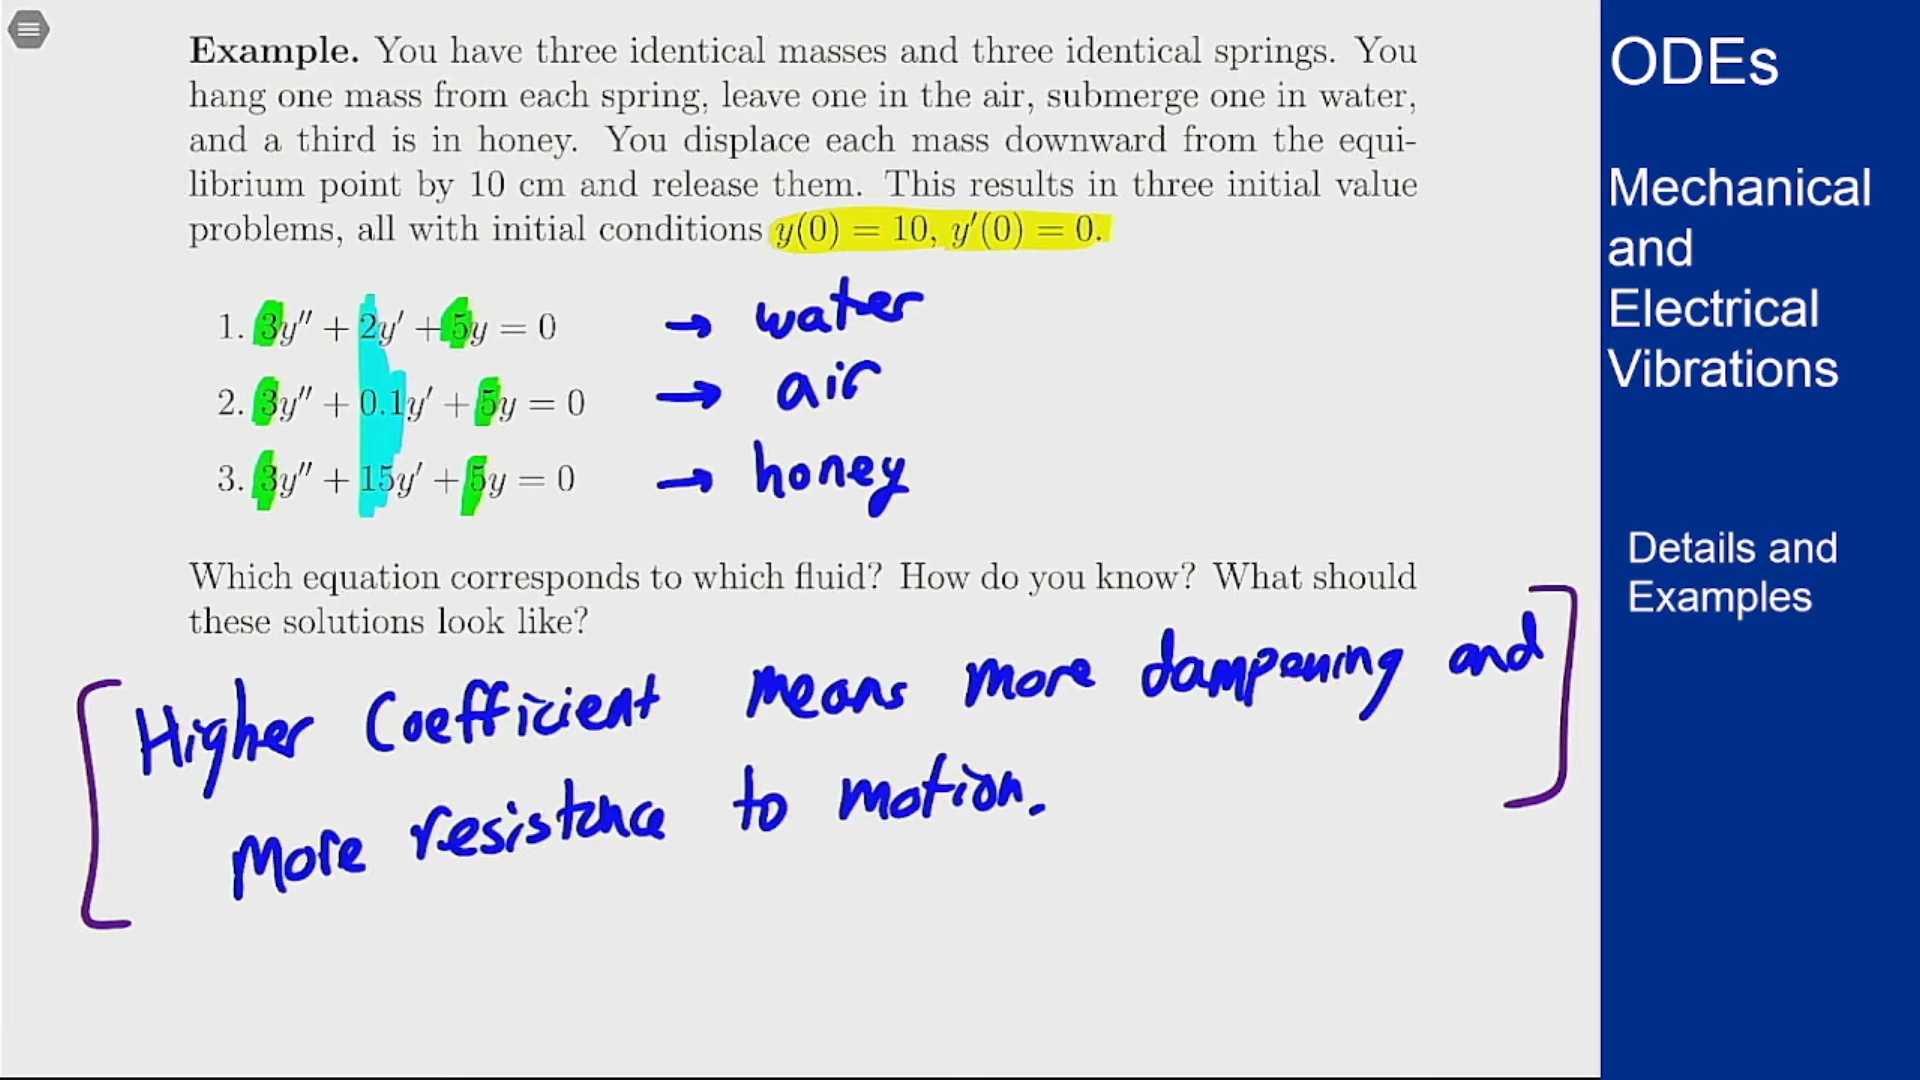 Example. You have three identical masses and three identical springs. You
hang one mass from each spring, leave one in the air, submerge one in water,
and a third is in honey. You displace each mass downward from the equi-
librium point by 10 cm and release them. This results in three initial value
problems, all with initial conditions y(0) = 10, y′(0) = 0.
1. 3y″ + 2y′ + 5y = 0 → water
2. 3y″ + 0.1y′ + 5y = 0 → air
3. 3y″ + 15y′ + 5y = 0 → honey
Which equation corresponds to which fluid? How do you know? What should
these solutions look like?
[Higher Coefficient means more dampening and
more resistance to motion.]
ODEs
Mechanical
and
Electrical
Vibrations
Details and
Examples